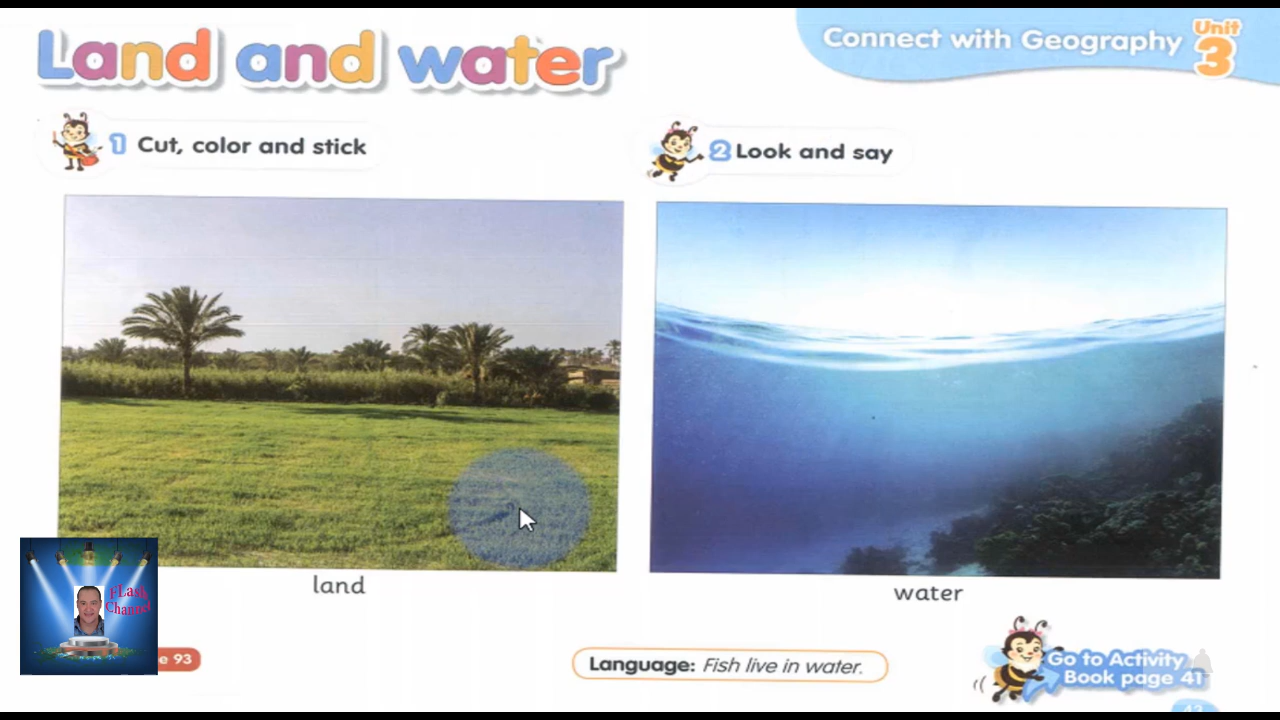 Land and water
Connect with Geography
Unit
3
1 Cut, color and stick
2 Look and say
land
water
FLash
Channel
93
Language: Fish live in water.
Go to Activity
Book page 41